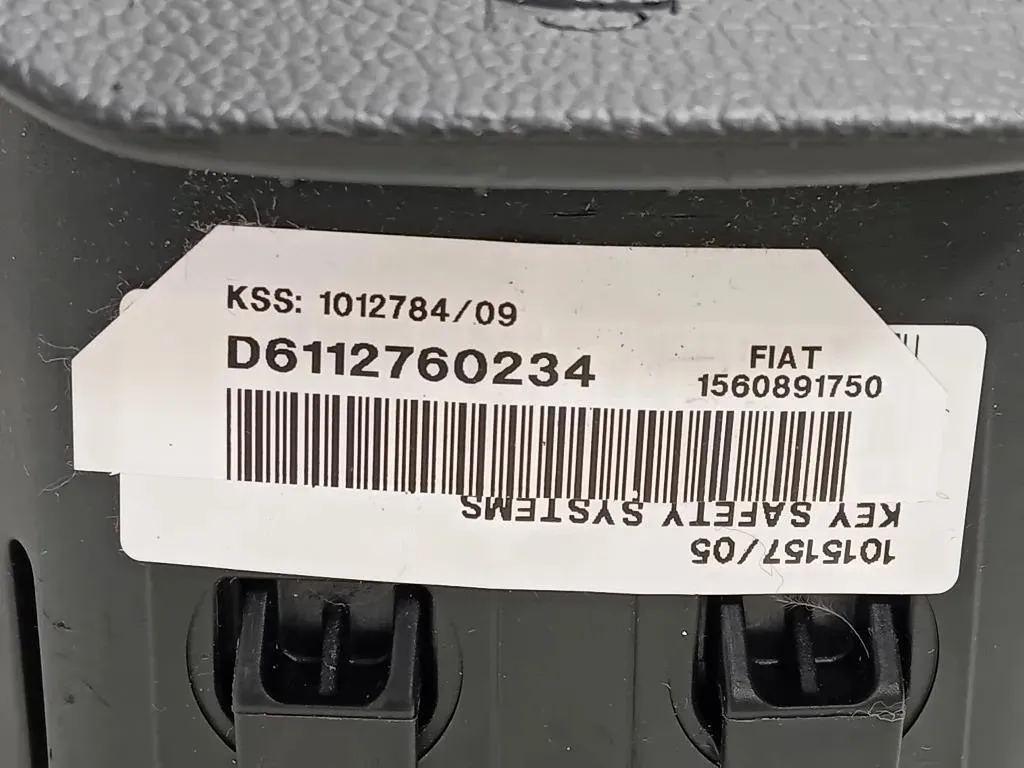 KSS: 1012784/09
D6112760234
FIAT
1560891750
KEY SAFETY SYSTEMS
1015157/05